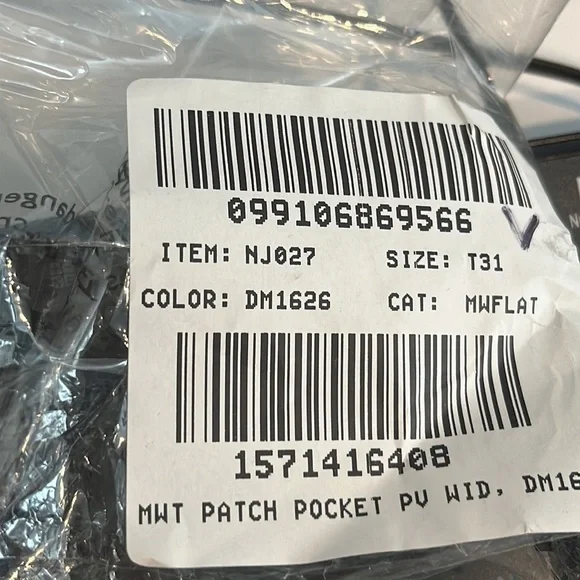 099106869566
ITEM: NJ027 SIZE: T31
COLOR: DM1626 CAT: MWFLAT
1571416408
MWT PATCH POCKET PV WID, DM16